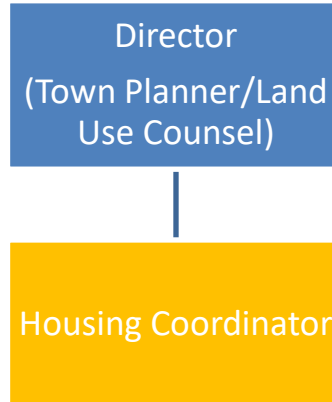 Director
(Town Planner/Land
Use Counsel)
Housing Coordinator